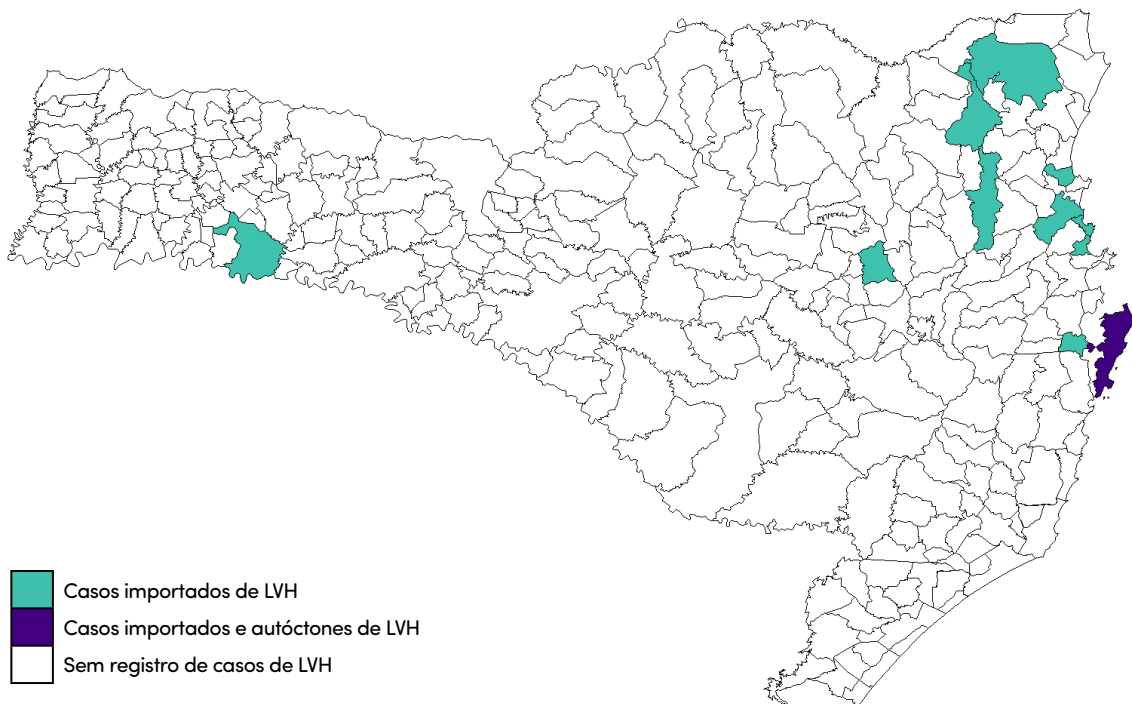 Casos importados de LVH
Casos importados e autóctones de LVH
Sem registro de casos de LVH